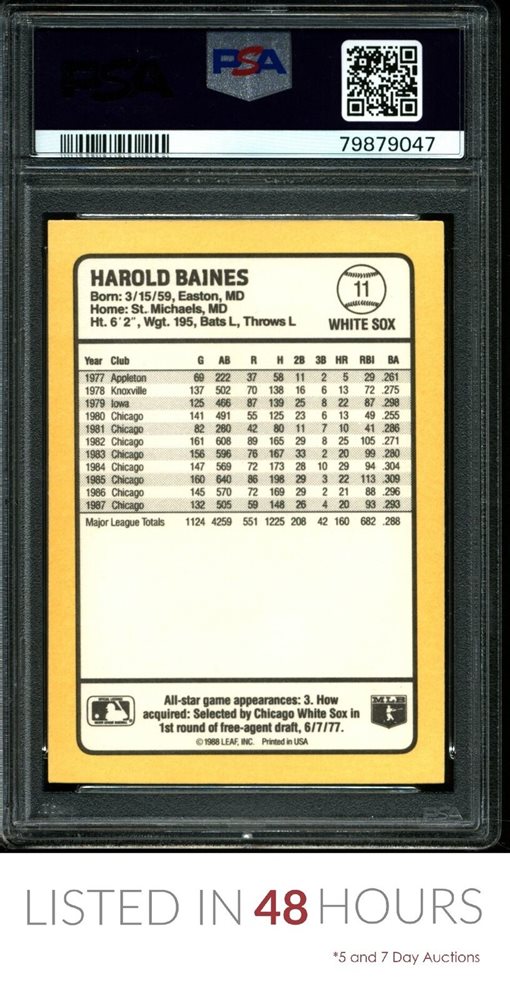 PSA
PSA
79879047
HAROLD BAINES
Born: 3/15/59, Easton, MD
Home: St. Michaels, MD
Ht. 6'2", Wgt. 195, Bats L, Throws L
11
WHITE SOX
Year Club G AB R H 2B 3B HR RBI BA
1977 Appleton 69 222 37 58 11 2 5 29 .261
1978 Knoxville 137 502 70 138 16 6 13 72 .275
1979 Iowa 125 466 87 139 25 8 22 87 .298
1980 Chicago 141 491 55 125 23 6 13 49 .255
1981 Chicago 82 280 42 80 11 7 10 41 .286
1982 Chicago 161 608 89 165 29 8 25 105 .271
1983 Chicago 156 596 76 167 33 2 20 99 .280
1984 Chicago 147 569 72 173 28 10 29 94 .304
1985 Chicago 160 640 86 198 29 3 22 113 .309
1986 Chicago 145 570 72 169 29 2 21 88 .296
1987 Chicago 132 505 59 148 26 4 20 93 .293
Major League Totals 1124 4259 551 1225 208 42 160 682 .288
All-star game appearances: 3. How
acquired: Selected by Chicago White Sox in
1st round of free-agent draft, 6/7/77.
© 1988 LEAF, INC. Printed in USA
MLB
PSA
LISTED IN 48 HOURS
*5 and 7 Day Auctions